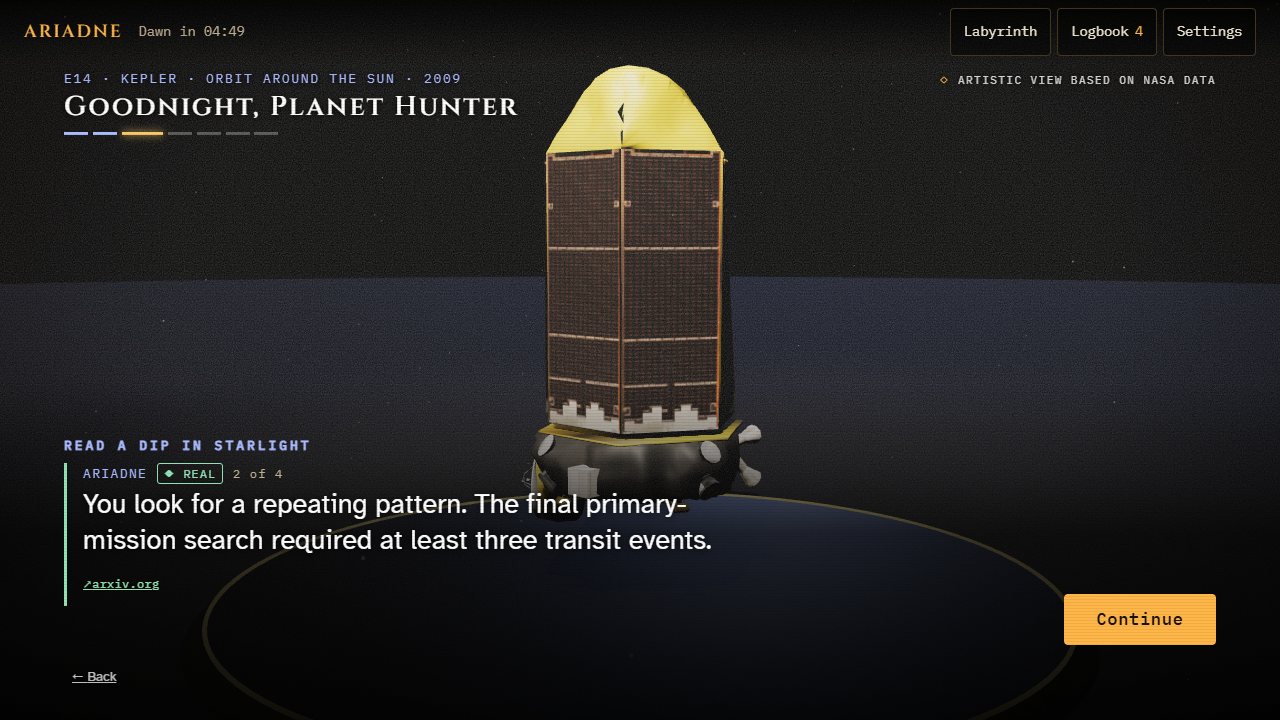 ARIADNE Dawn in 04:49 Labyrinth Logbook 4 Settings
E14 · KEPLER · ORBIT AROUND THE SUN · 2009
◇ ARTISTIC VIEW BASED ON NASA DATA
Goodnight, Planet Hunter
READ A DIP IN STARLIGHT
ARIADNE ◆ REAL 2 of 4
You look for a repeating pattern. The final primary-
mission search required at least three transit events.
↗arxiv.org
Continue
← Back